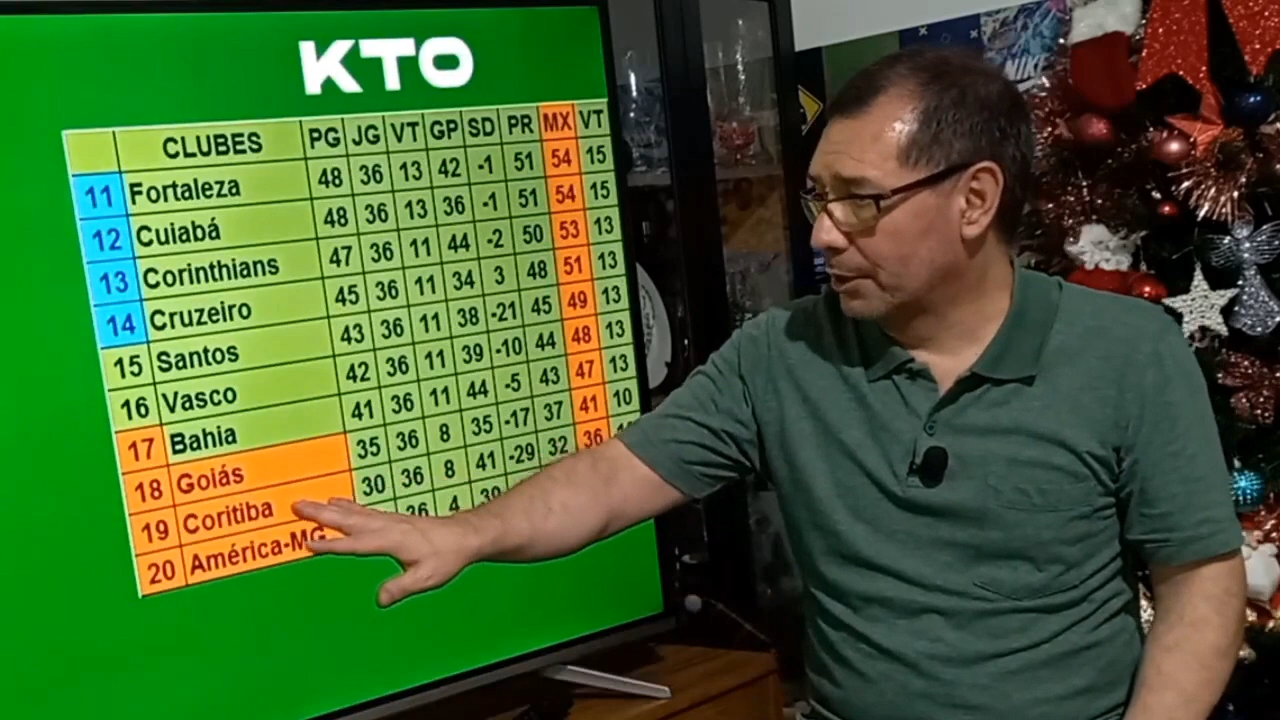 KTO
CLUBES PG JG VT GP SD PR MX VT
11 Fortaleza 48 36 13 42 -1 51 54 15
12 Cuiabá 48 36 13 36 -1 51 54 15
13 Corinthians 47 36 11 44 -2 50 53 13
14 Cruzeiro 45 36 11 34 3 48 51 13
15 Santos 43 36 11 38 -21 45 49 13
16 Vasco 42 36 11 39 -10 44 48 13
17 Bahia 41 36 11 44 -5 43 47 13
18 Goiás 35 36 8 35 -17 37 41 10
19 Coritiba 30 36 8 41 -29 32 36
20 América-MG 4
NIKE